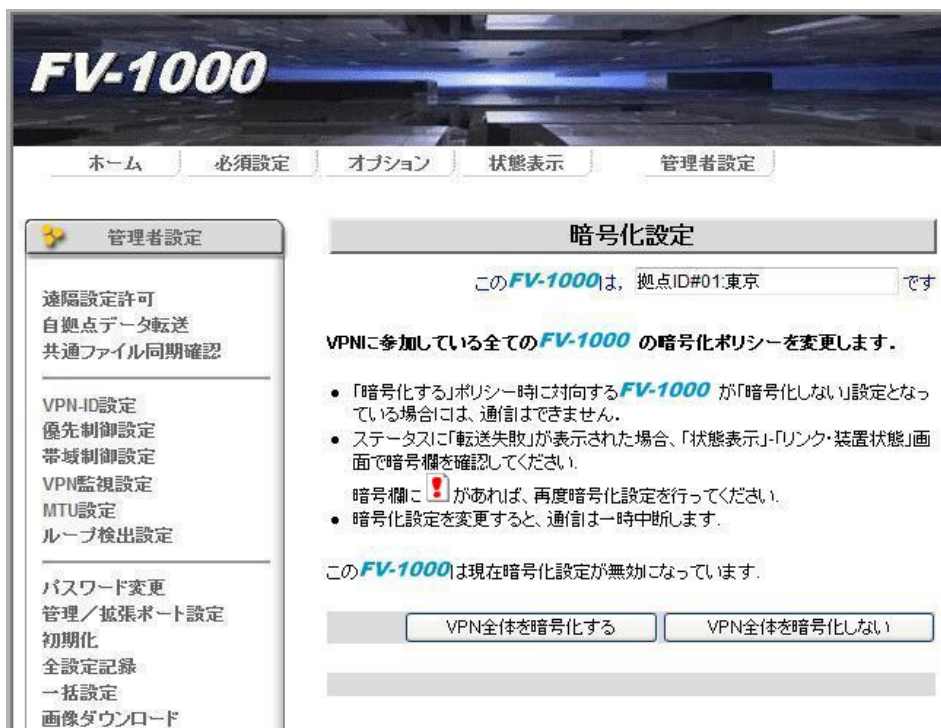 FV-1000
ホーム 必須設定 オプション 状態表示 管理者設定
管理者設定
遠隔設定許可
自拠点データ転送
共通ファイル同期確認
VPN-ID設定
優先制御設定
帯域制御設定
VPN監視設定
MTU設定
ループ検出設定
パスワード変更
管理／拡張ポート設定
初期化
全設定記録
一括設定
画像ダウンロード
暗号化設定
このFV-1000は, 拠点ID#01:東京 です
VPNに参加している全てのFV-1000 の暗号化ポリシーを変更します.
「暗号化する」ポリシー時に対向するFV-1000 が「暗号化しない」設定となっ
ている場合には、通信はできません.
ステータスに「転送失敗」が表示された場合、「状態表示」-「リンク・装置状態」画
面で暗号欄を確認してください.
暗号欄に ! があれば、再度暗号化設定を行ってください.
暗号化設定を変更すると、通信は一時中断します.
このFV-1000は現在暗号化設定が無効になっています.
VPN全体を暗号化する VPN全体を暗号化しない